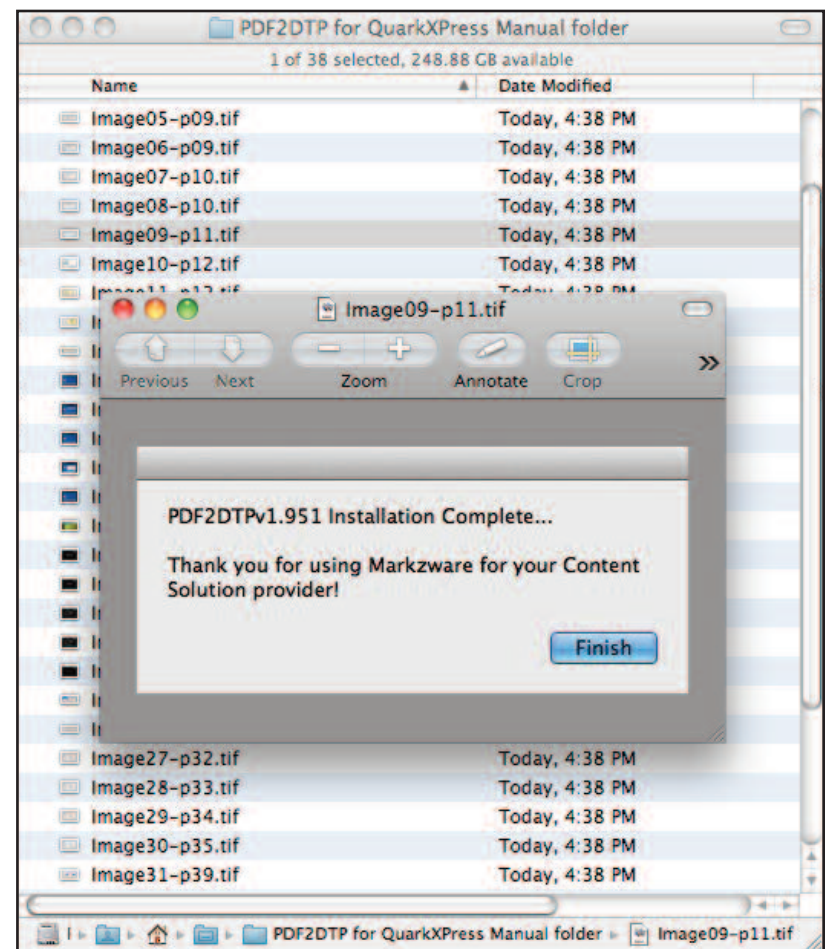 PDF2DTP for QuarkXPress Manual folder
1 of 38 selected, 248.88 GB available
Name Date Modified
Image05-p09.tif Today, 4:38 PM
Image06-p09.tif Today, 4:38 PM
Image07-p10.tif Today, 4:38 PM
Image08-p10.tif Today, 4:38 PM
Image09-p11.tif Today, 4:38 PM
Image10-p12.tif Today, 4:38 PM
Image09-p11.tif
Previous Next Zoom Annotate Crop
PDF2DTPv1.951 Installation Complete...
Thank you for using Markzware for your Content
Solution provider!
Finish
Image27-p32.tif Today, 4:38 PM
Image28-p33.tif Today, 4:38 PM
Image29-p34.tif Today, 4:38 PM
Image30-p35.tif Today, 4:38 PM
Image31-p39.tif Today, 4:38 PM
PDF2DTP for QuarkXPress Manual folder Image09-p11.tif